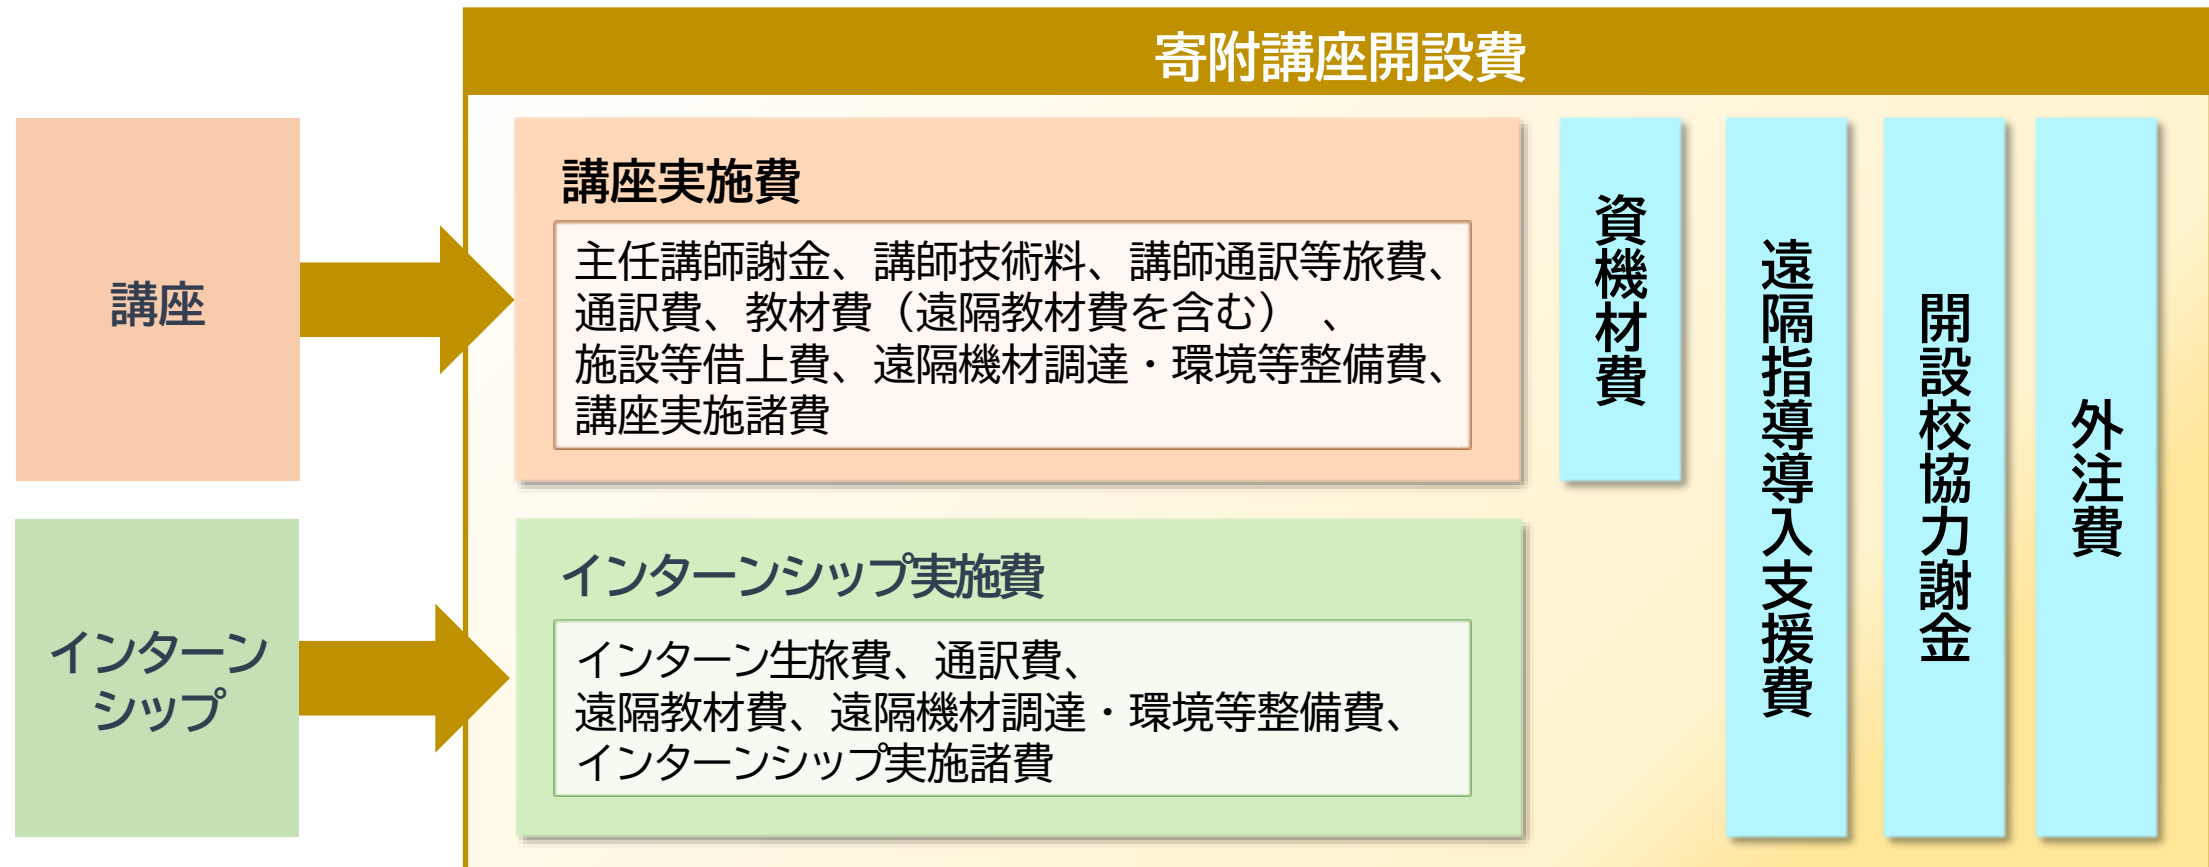 寄附講座開設費
講座
講座実施費
主任講師謝金、講師技術料、講師通訳等旅費、
通訳費、教材費（遠隔教材費を含む） 、
施設等借上費、遠隔機材調達・環境等整備費、
講座実施諸費
資機材費
遠隔指導導入支援費
開設校協力謝金
外注費
インターン
シップ
インターンシップ実施費
インターン生旅費、通訳費、
遠隔教材費、遠隔機材調達・環境等整備費、
インターンシップ実施諸費